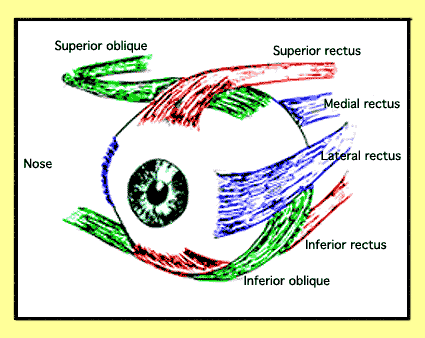 Superior oblique
Superior rectus
Medial rectus
Lateral rectus
Nose
Inferior rectus
Inferior oblique